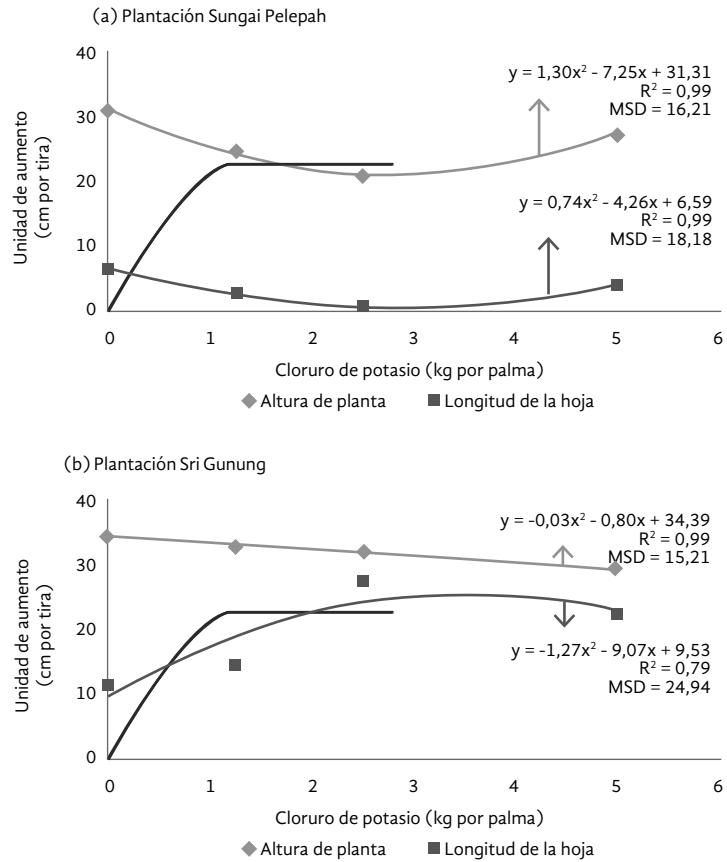 (a) Plantación Sungai Pelepah
Unidad de aumento
(cm por tira)
40
30
20
10
0
y = 1,30x² - 7,25x + 31,31
R² = 0,99
MSD = 16,21
y = 0,74x² - 4,26x + 6,59
R² = 0,99
MSD = 18,18
0 1 2 3 4 5 6
Cloruro de potasio (kg por palma)
Altura de planta Longitud de la hoja
(b) Plantación Sri Gunung
Unidad de aumento
(cm por tira)
40
30
20
10
0
y = -0,03x² - 0,80x + 34,39
R² = 0,99
MSD = 15,21
y = -1,27x² - 9,07x + 9,53
R² = 0,79
MSD = 24,94
0 1 2 3 4 5 6
Cloruro de potasio (kg por palma)
Altura de planta Longitud de la hoja